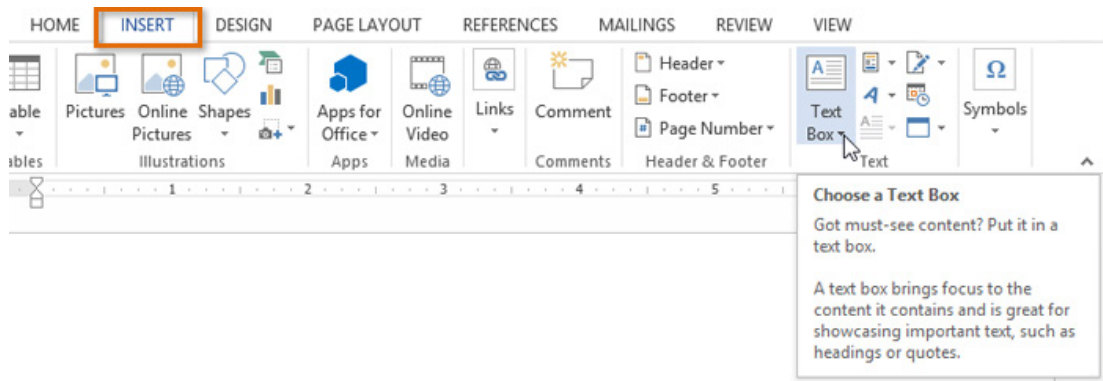 HOME INSERT DESIGN PAGE LAYOUT REFERENCES MAILINGS REVIEW VIEW
able Pictures Online Pictures Shapes Apps for Office Online Video Links Comment Header Footer Page Number Text Box Symbols
ables Illustrations Apps Media Comments Header & Footer Text
1 2 3 4 5
Choose a Text Box
Got must-see content? Put it in a
text box.
A text box brings focus to the
content it contains and is great for
showcasing important text, such as
headings or quotes.